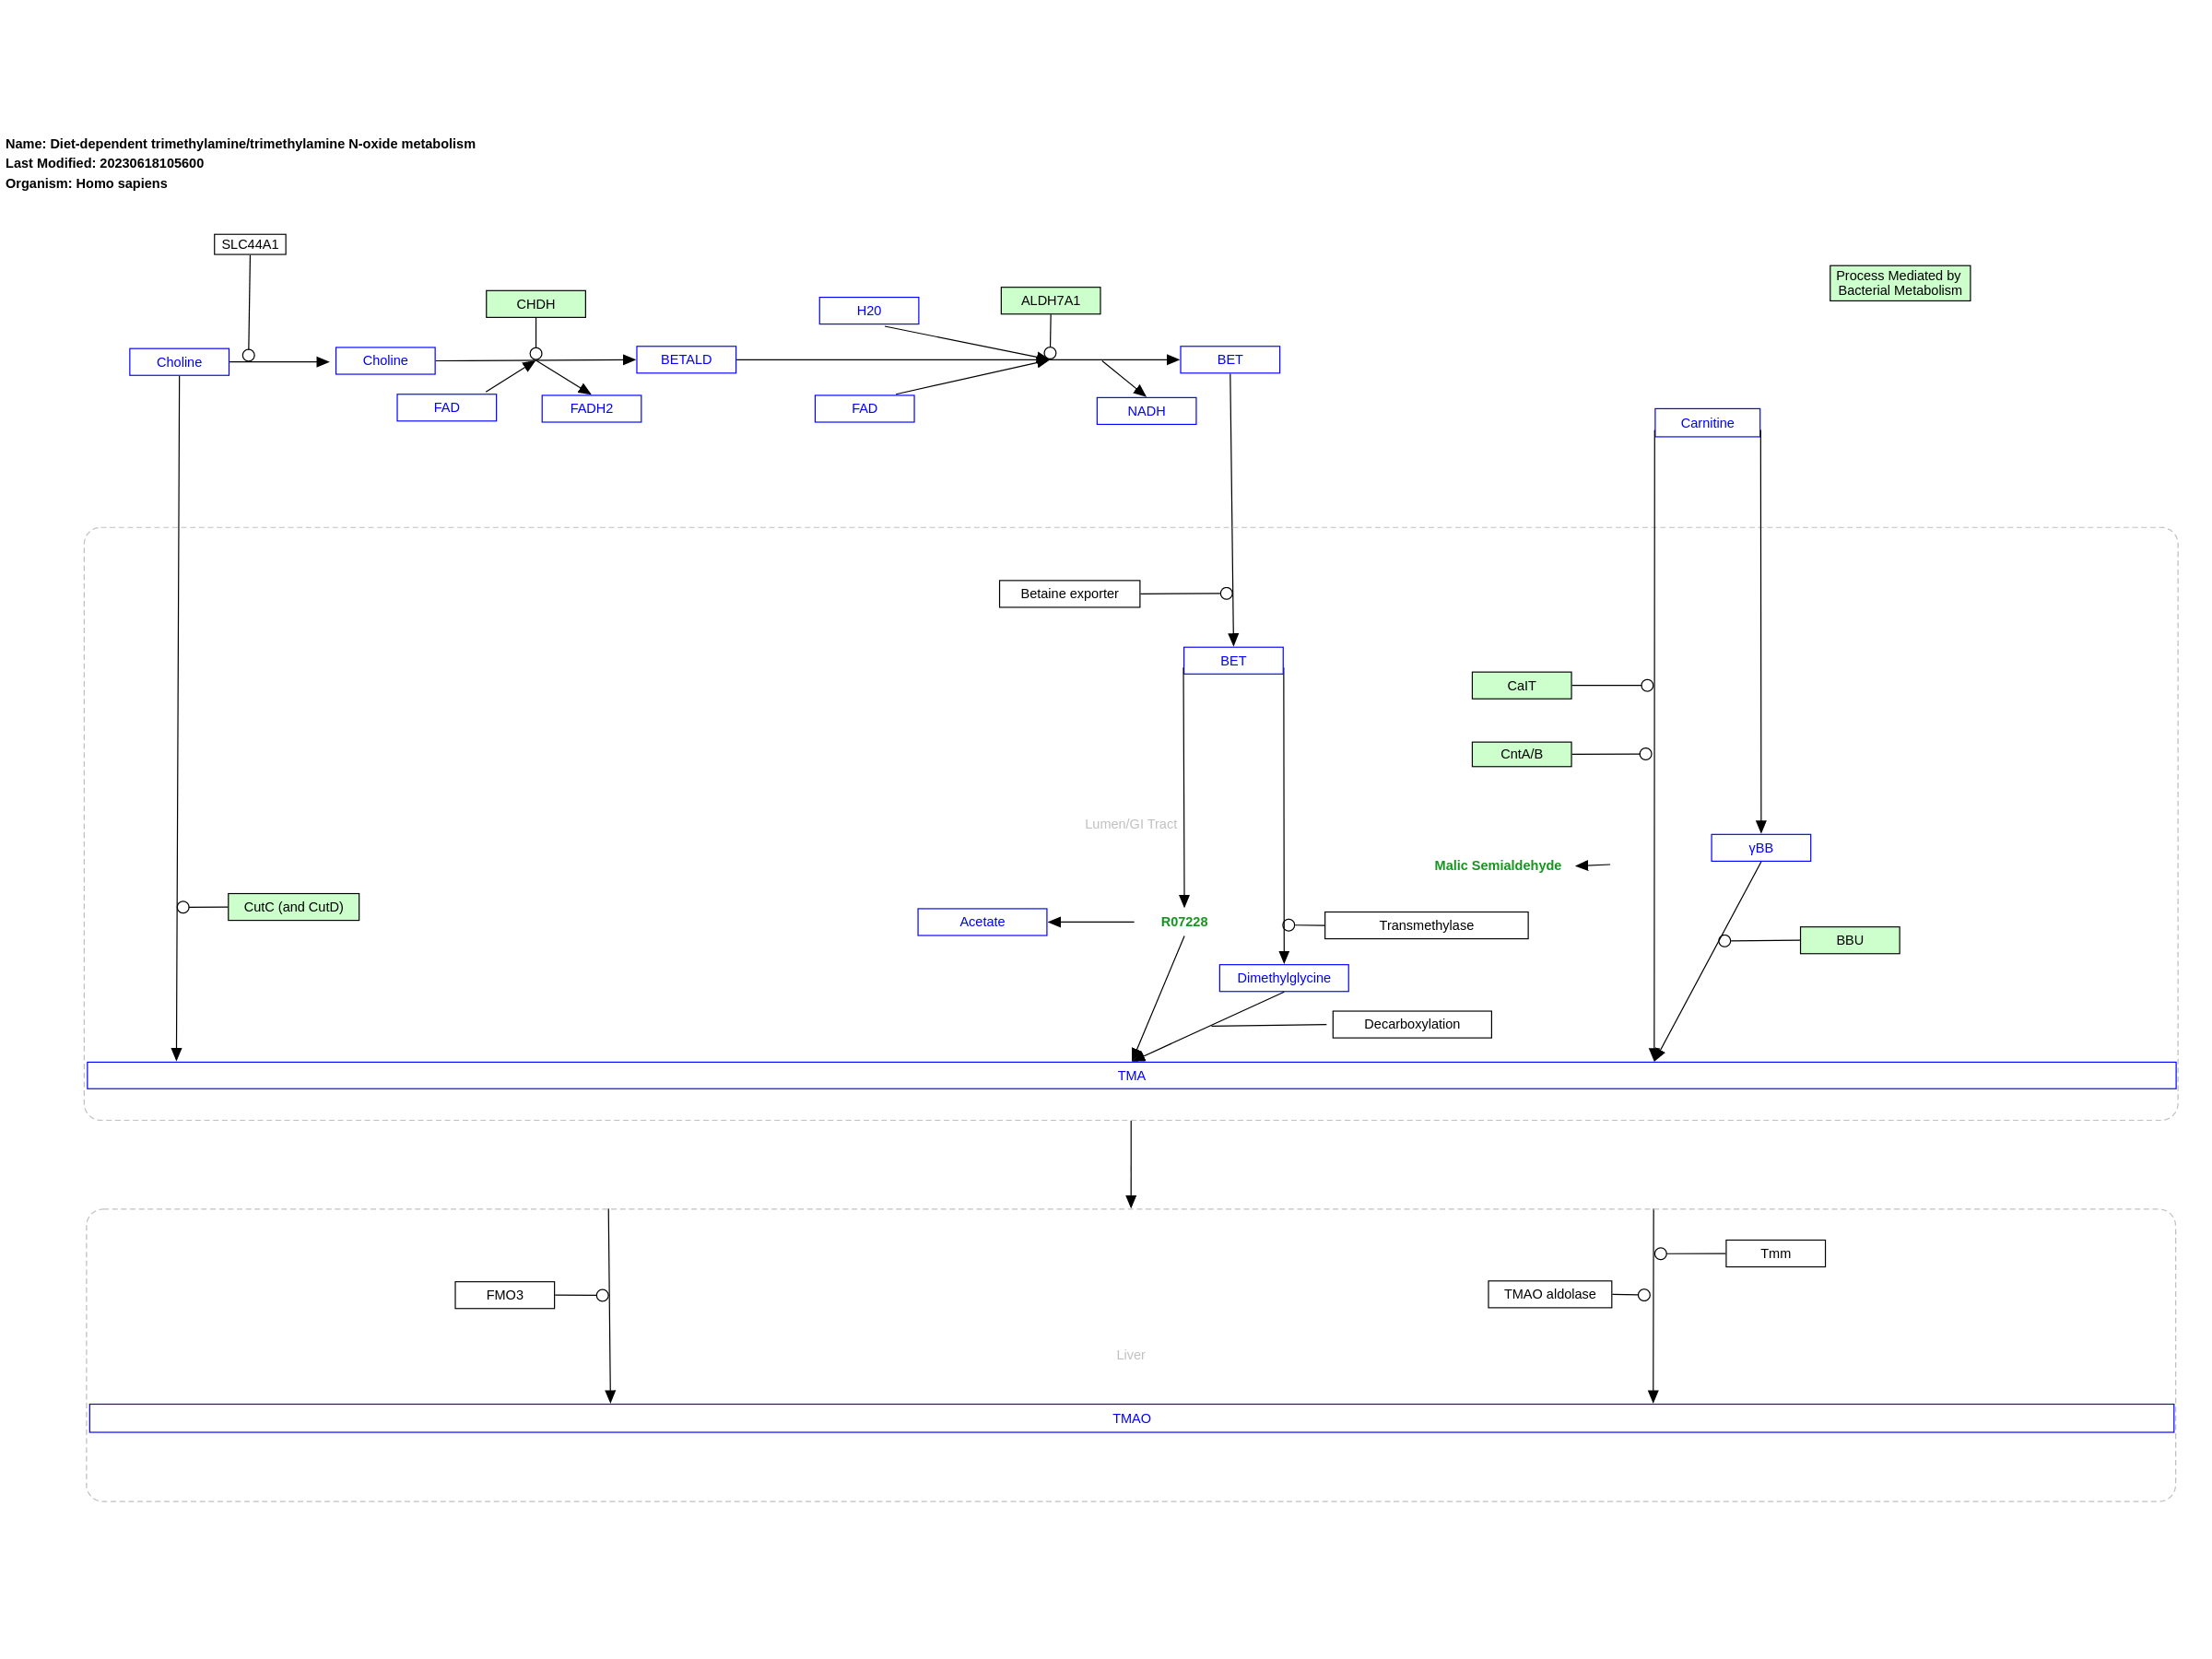 Name: Diet-dependent trimethylamine/trimethylamine N-oxide metabolism
Last Modified: 20230618105600
Organism: Homo sapiens
SLC44A1
Process Mediated by
Bacterial Metabolism
CHDH
H20
ALDH7A1
Choline
Choline
BETALD
BET
FAD
FADH2
FAD
NADH
Carnitine
Betaine exporter
BET
CaIT
CntA/B
Lumen/GI Tract
γBB
Malic Semialdehyde
CutC (and CutD)
Acetate
R07228
Transmethylase
BBU
Dimethylglycine
Decarboxylation
TMA
Tmm
FMO3
TMAO aldolase
Liver
TMAO